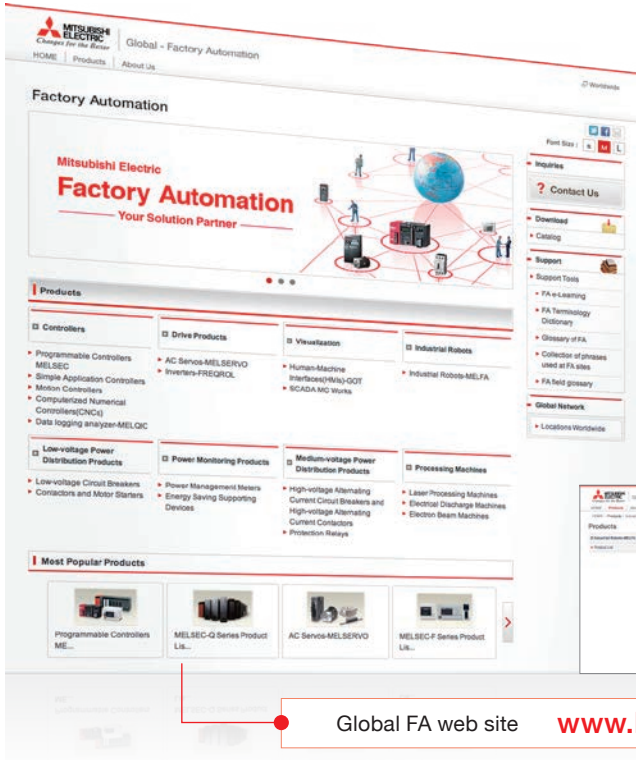 MITSUBISHI
ELECTRIC
Changes for the Better
Global - Factory Automation
Worldwide
HOME
Products
About Us
Factory Automation
Font Size :
S
M
L
Mitsubishi Electric
Factory Automation
Your Solution Partner
Inquiries
? Contact Us
Download
Catalog
Support
Support Tools
FA e-Learning
FA Terminology
Dictionary
Glossary of FA
Collection of phrases
used at FA sites
FA field gossary
Global Network
Locations Worldwide
Products
Controllers
Programmable Controllers
MELSEC
Simple Application Controllers
Motion Controllers
Computerized Numerical
Controllers(CNCs)
Data logging analyzer-MELQIC
Drive Products
AC Servos-MELSERVO
Inverters-FREQROL
Visualization
Human-Machine
Interfaces(HMIs)-GOT
SCADA MC Works
Industrial Robots
Industrial Robots-MELFA
Low-voltage Power
Distribution Products
Low-voltage Circuit Breakers
Contactors and Motor Starters
Power Monitoring Products
Power Management Meters
Energy Saving Supporting
Devices
Medium-voltage Power
Distribution Products
High-voltage Alternating
Current Circuit Breakers and
High-voltage Alternating
Current Contactors
Protection Relays
Processing Machines
Laser Processing Machines
Electrical Discharge Machines
Electron Beam Machines
Most Popular Products
Programmable Controllers
ME...
MELSEC-Q Series Product
Lis...
AC Servos-MELSERVO
MELSEC-F Series Product
Lis...
Products
Global FA web site
www.